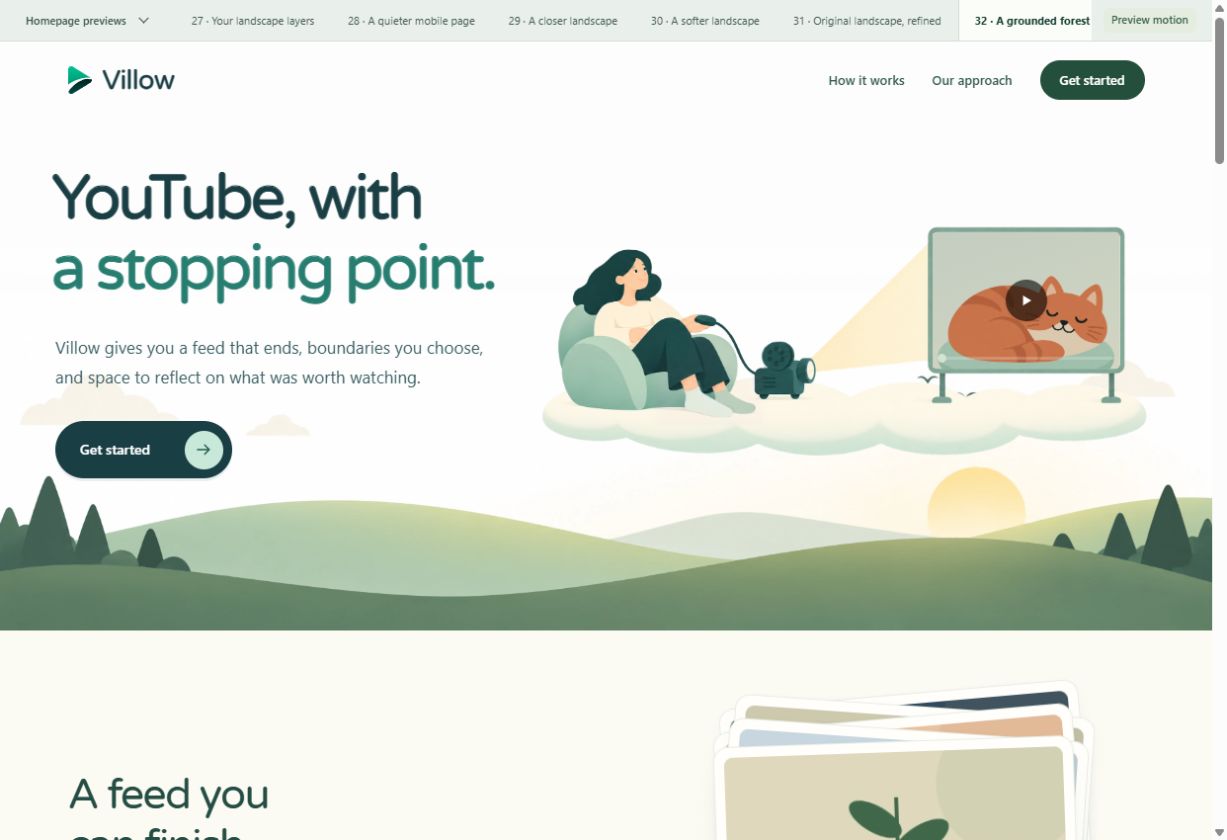 Homepage previews
27 · Your landscape layers
28 · A quieter mobile page
29 · A closer landscape
30 · A softer landscape
31 · Original landscape, refined
32 · A grounded forest
Preview motion
Villow
How it works
Our approach
Get started
YouTube, with
a stopping point.
Villow gives you a feed that ends, boundaries you choose,
and space to reflect on what was worth watching.
Get started
A feed you
can finish